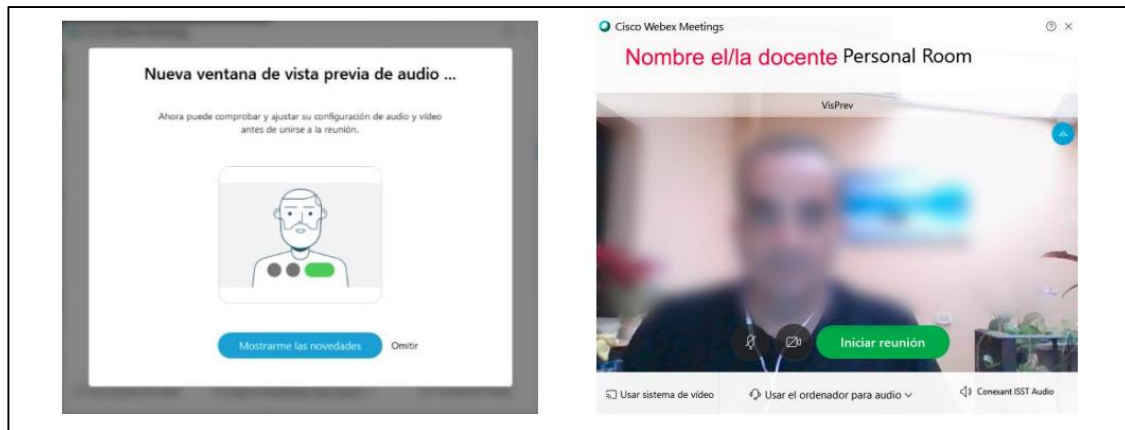 Nueva ventana de vista previa de audio ...
Ahora puede comprobar y ajustar su configuración de audio y vídeo
antes de unirse a la reunión.
Mostrarme las novedades
Omitir
Cisco Webex Meetings
Nombre el/la docente Personal Room
VisPrev
Iniciar reunión
Usar sistema de vídeo
Usar el ordenador para audio
Conexant ISST Audio